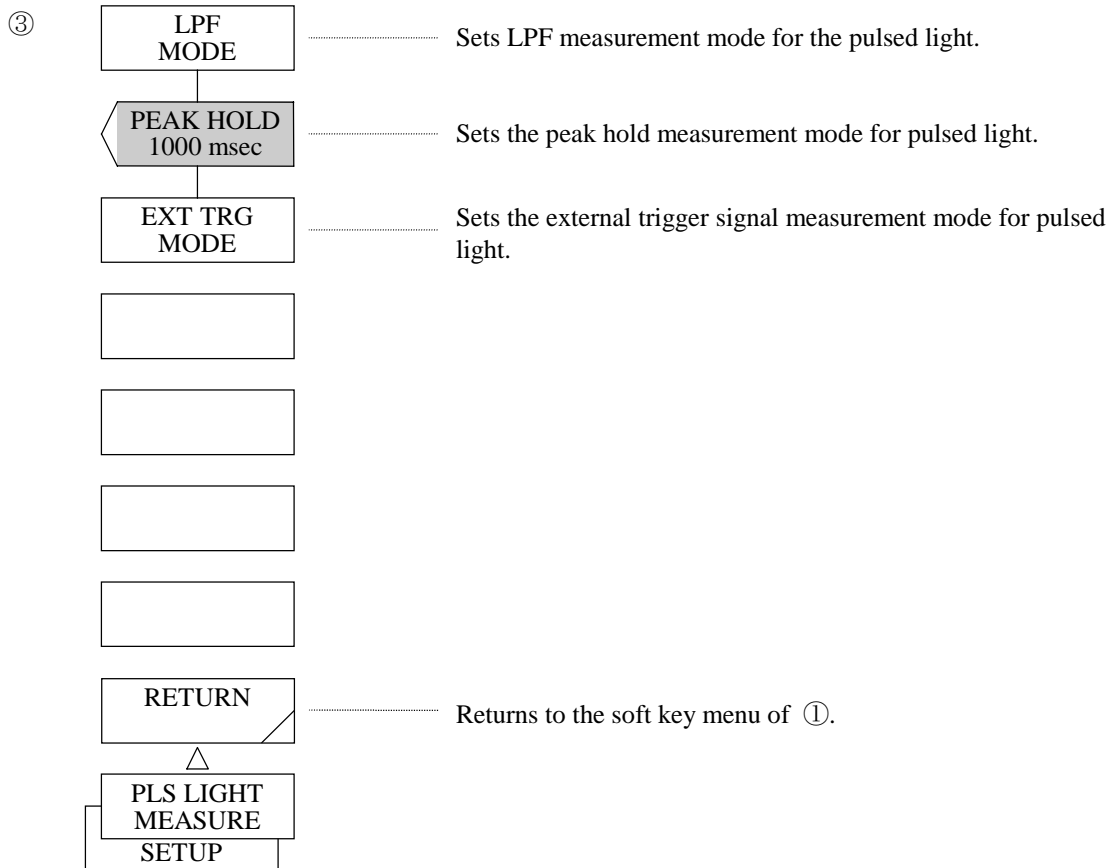 ③
LPF
MODE
Sets LPF measurement mode for the pulsed light.
PEAK HOLD
1000 msec
Sets the peak hold measurement mode for pulsed light.
EXT TRG
MODE
Sets the external trigger signal measurement mode for pulsed
light.
RETURN
Returns to the soft key menu of ①.
PLS LIGHT
MEASURE
SETUP